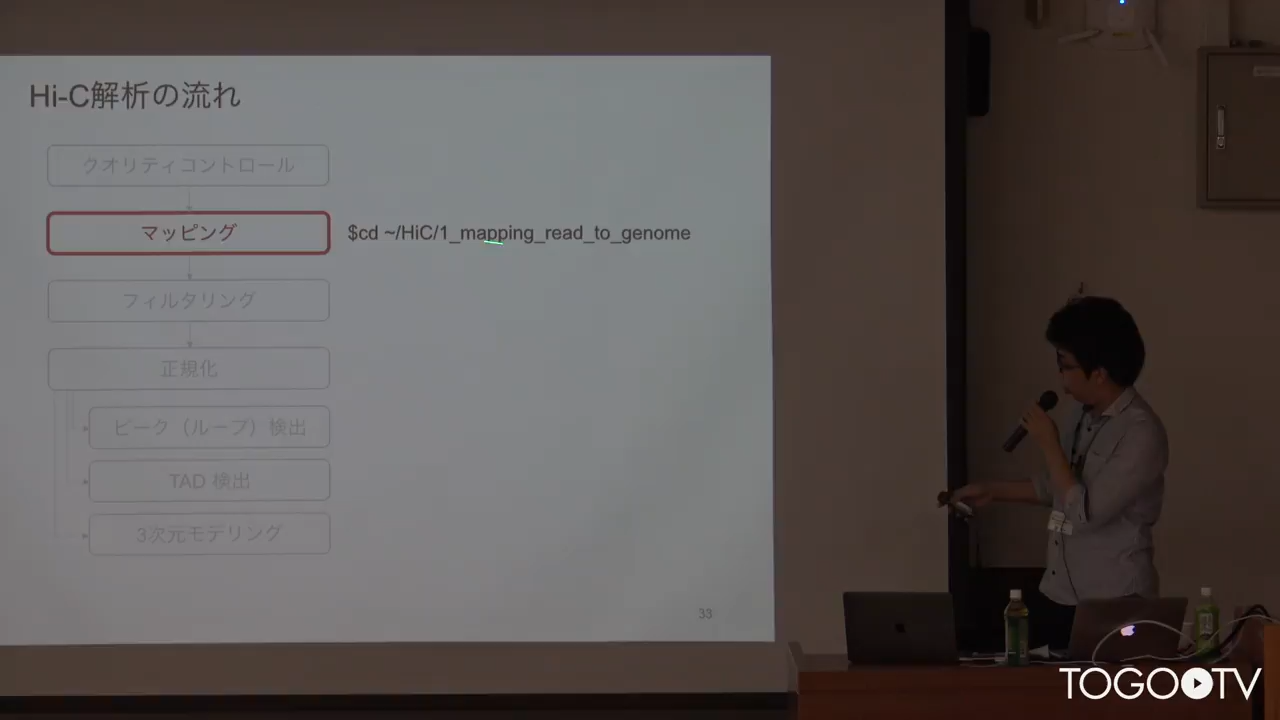 Hi-C解析の流れ
クオリティコントロール
マッピング
$cd ~/HiC/1_mapping_read_to_genome
フィルタリング
正規化
ピーク（ループ）検出
TAD 検出
3次元モデリング
33
TOGOTV